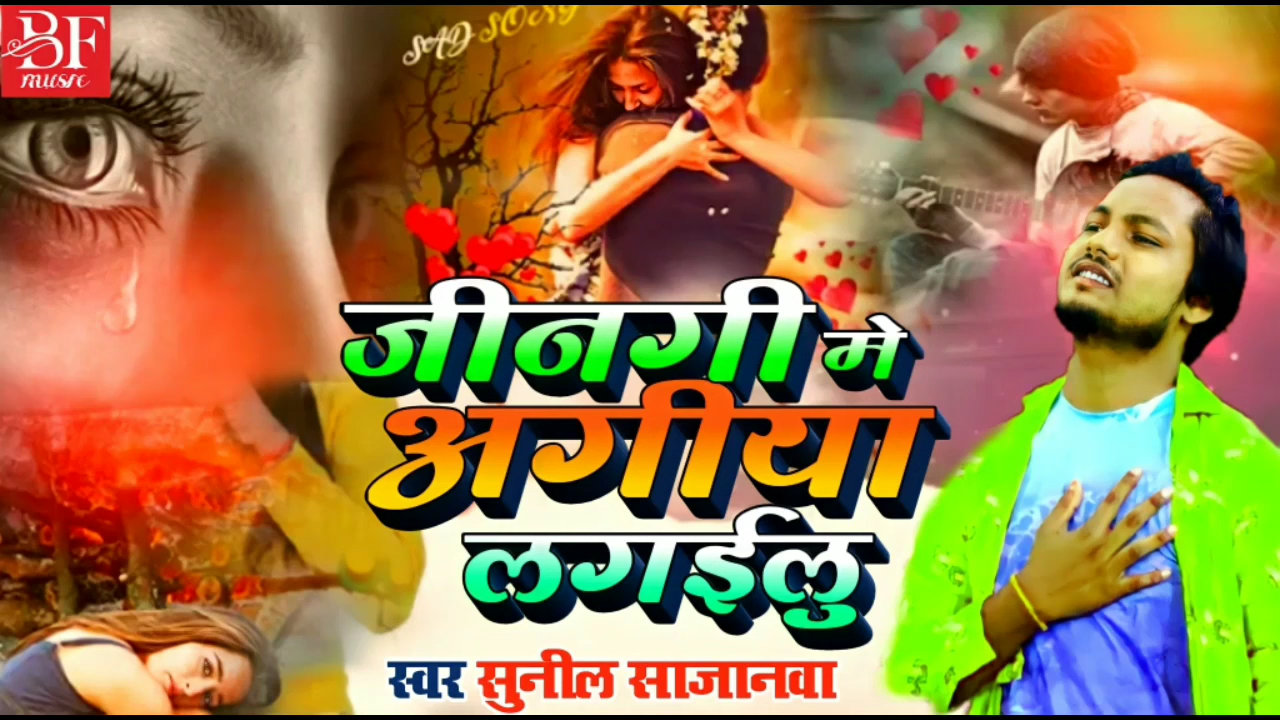 BF
MUSIC
SAD SONG
जीनगी मे
अगीया
लगईलु
स्वर सुनील साजानवा